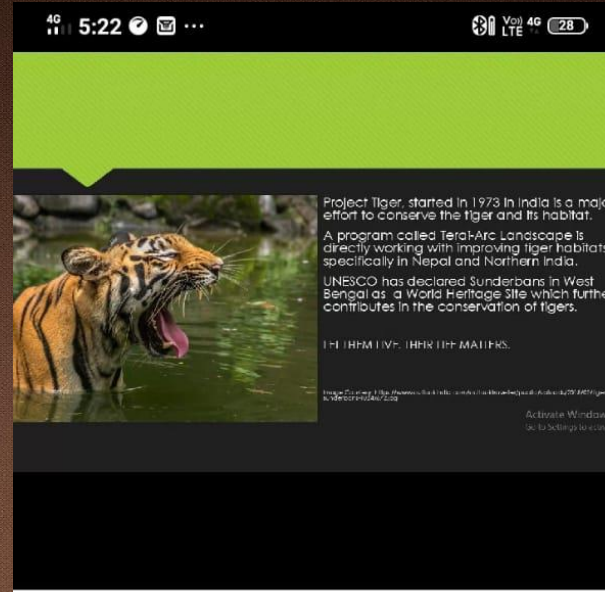 4G 5:22 ... Vo)) LTE 4G 28
Project Tiger, started in 1973 in India is a majo
effort to conserve the tiger and its habitat.
A program called Terai-Arc Landscape is
directly working with improving tiger habitats
specifically in Nepal and Northern India.
UNESCO has declared Sunderbans in West
Bengal as a World Heritage Site which furthe
contributes in the conservation of tigers.
LET THEM LIVE. THEIR LIFE MATTERS.
Image Courtesy:
Activate Window
Go to Settings to activ